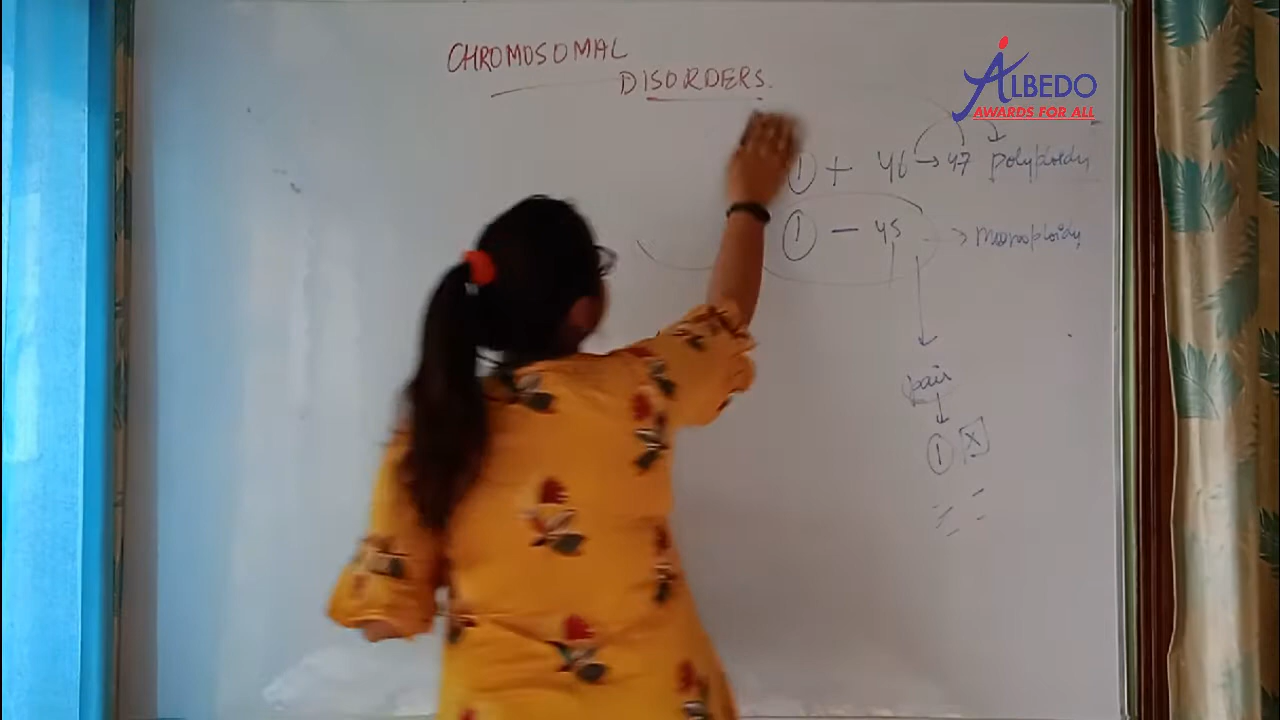 CHROMOSOMAL
DISORDERS.
ALBEDO
AWARDS FOR ALL
1 + 46 → 47 polyploidy
1 — 45 → monoploidy
pair
1 X